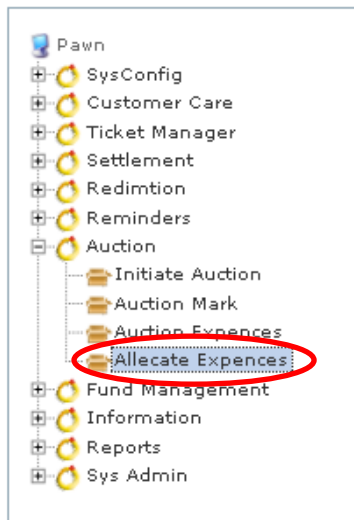 Pawn
SysConfig
Customer Care
Ticket Manager
Settlement
Redimtion
Reminders
Auction
Initiate Auction
Auction Mark
Auction Expences
Allecate Expences
Fund Management
Information
Reports
Sys Admin